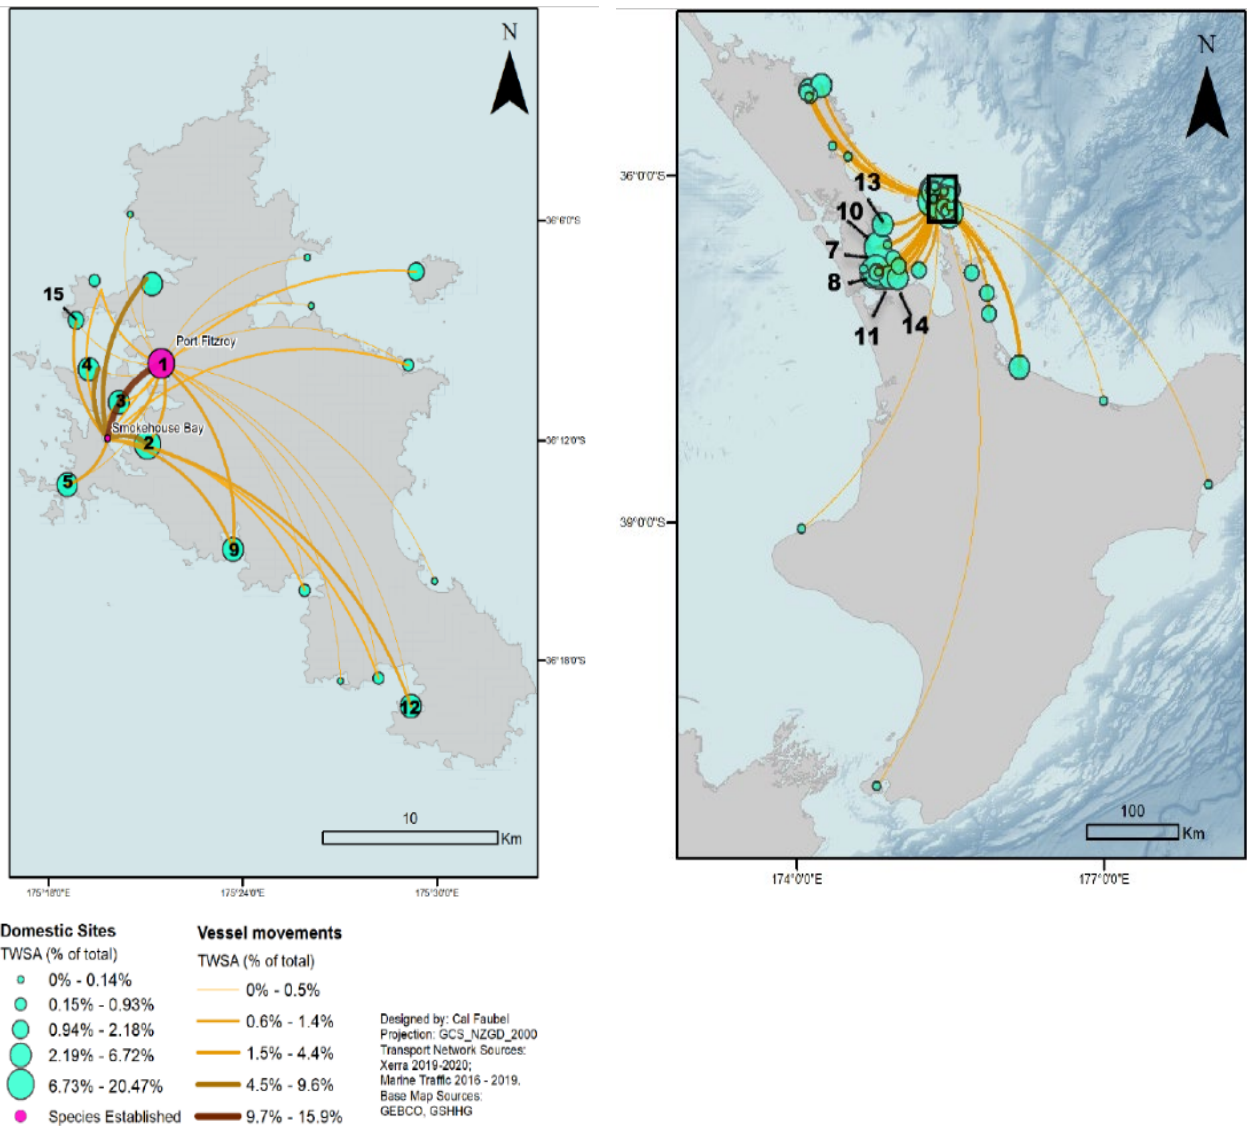 N
36°6'0"S
15
Port Fitzroy
1
4
3
Smokehouse Bay
2
36°12'0"S
5
9
36°18'0"S
12
10
Km
175°18'0"E
175°24'0"E
175°30'0"E
N
36°0'0"S
13
10
7
8
11
14
38°0'0"S
100
Km
174°0'0"E
177°0'0"E
Domestic Sites
TWSA (% of total)
0% - 0.14%
0.15% - 0.93%
0.94% - 2.18%
2.19% - 6.72%
6.73% - 20.47%
Species Established
Vessel movements
TWSA (% of total)
0% - 0.5%
0.6% - 1.4%
1.5% - 4.4%
4.5% - 9.6%
9.7% - 15.9%
Designed by: Cal Faubel
Projection: GCS_NZGD_2000
Transport Network Sources:
Xerra 2019-2020;
Marine Traffic 2016 - 2019.
Base Map Sources:
GEBCO, GSHHG